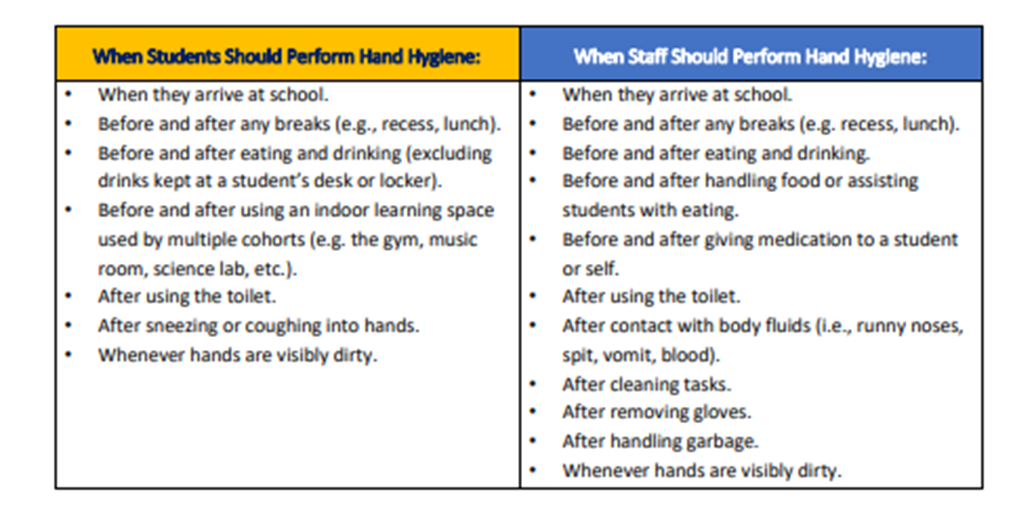 When Students Should Perform Hand Hygiene:
• When they arrive at school.
• Before and after any breaks (e.g., recess, lunch).
• Before and after eating and drinking (excluding
drinks kept at a student's desk or locker).
• Before and after using an indoor learning space
used by multiple cohorts (e.g. the gym, music
room, science lab, etc.).
• After using the toilet.
• After sneezing or coughing into hands.
• Whenever hands are visibly dirty.
When Staff Should Perform Hand Hygiene:
• When they arrive at school.
• Before and after any breaks (e.g. recess, lunch).
• Before and after eating and drinking.
• Before and after handling food or assisting
students with eating.
• Before and after giving medication to a student
or self.
• After using the toilet.
• After contact with body fluids (i.e., runny noses,
spit, vomit, blood).
• After cleaning tasks.
• After removing gloves.
• After handling garbage.
• Whenever hands are visibly dirty.